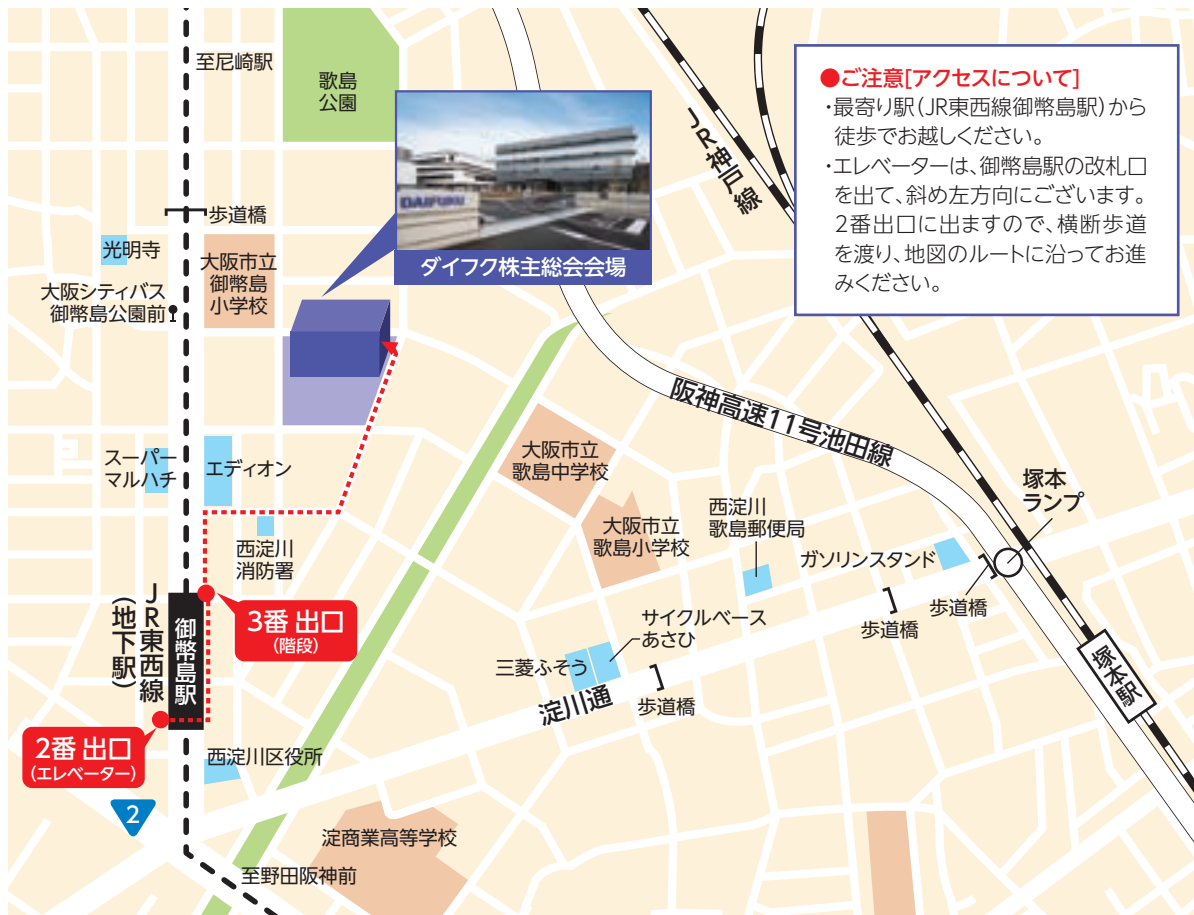 至尼崎駅
歌島
公園
DAIFUKU
ダイフク株主総会会場
JR神戸線
●ご注意[アクセスについて]
・最寄り駅(JR東西線御幣島駅)から
徒歩でお越しください。
・エレベーターは、御幣島駅の改札口
を出て、斜め左方向にございます。
2番出口に出ますので、横断歩道
を渡り、地図のルートに沿ってお進
みください。
歩道橋
光明寺
大阪市立
御幣島
小学校
大阪シティバス
御幣島公園前
阪神高速11号池田線
スーパー
マルハチ
エディオン
大阪市立
歌島中学校
西淀川
消防署
大阪市立
歌島小学校
西淀川
歌島郵便局
ガソリンスタンド
塚本
ランプ
歩道橋
歩道橋
JR東西線
(地下駅)
御幣島駅
3番 出口
(階段)
サイクルベース
あさひ
三菱ふそう
淀川通
歩道橋
塚本駅
2番 出口
(エレベーター)
西淀川区役所
2
淀商業高等学校
至野田阪神前